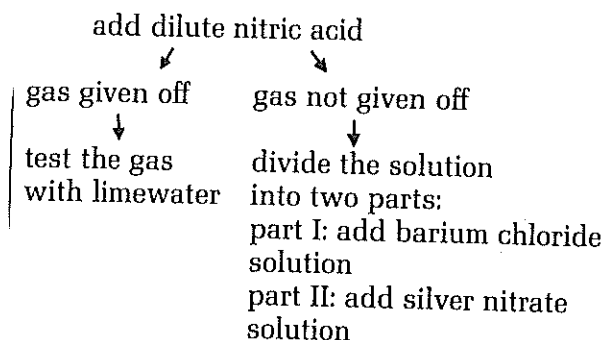 add dilute nitric acid
gas given off
gas not given off
test the gas
with limewater
divide the solution
into two parts:
part I: add barium chloride
solution
part II: add silver nitrate
solution